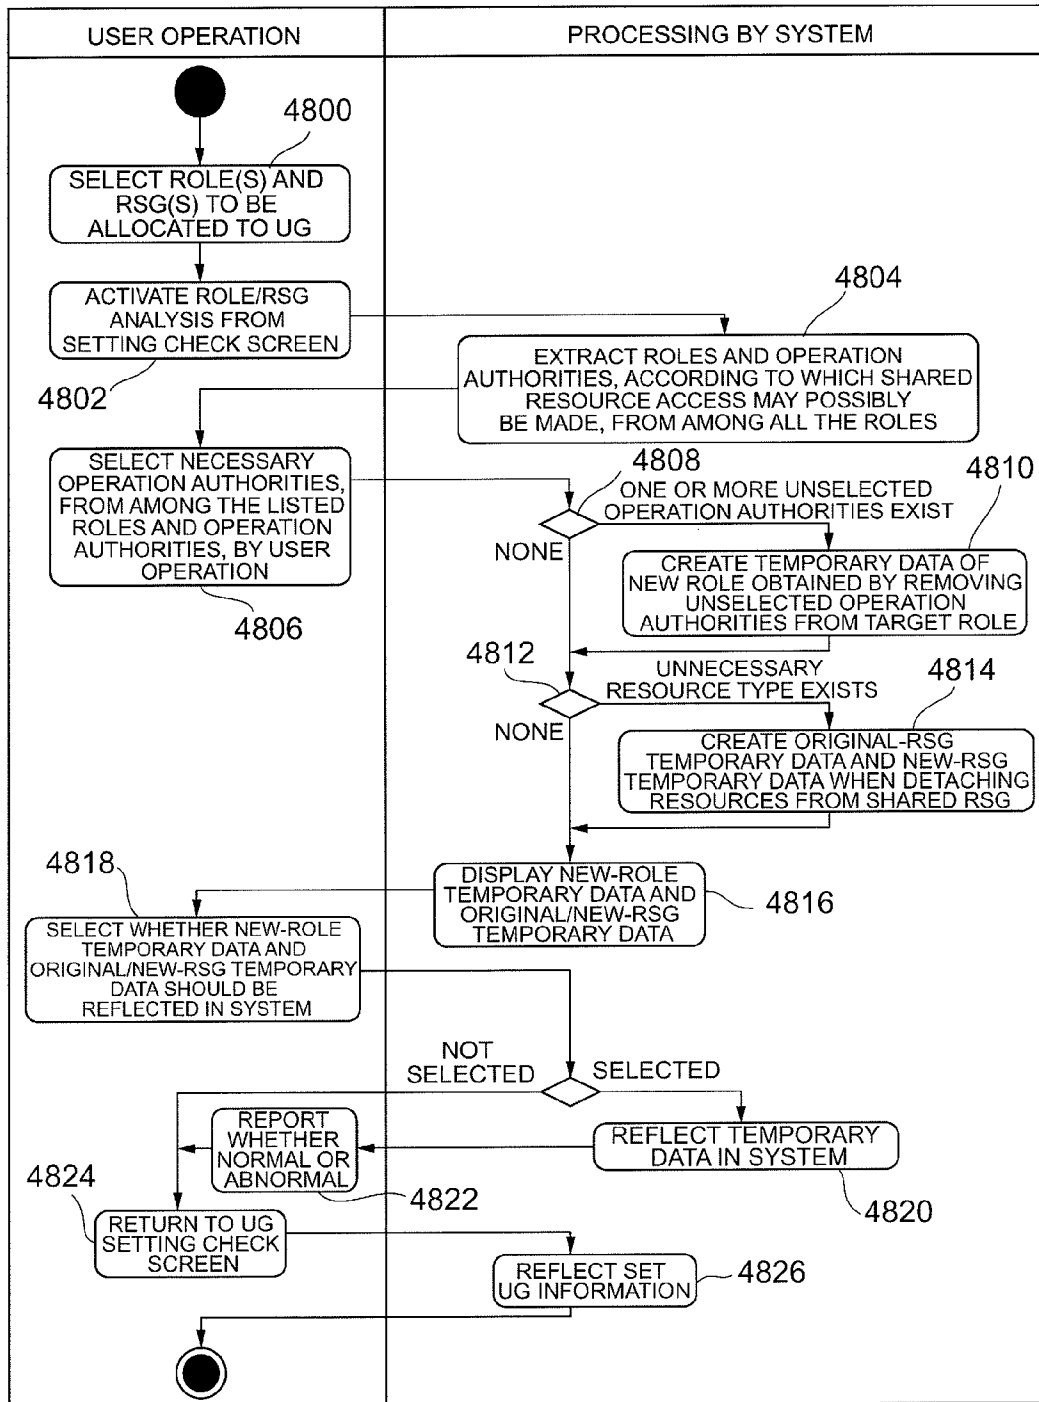 USER OPERATION
PROCESSING BY SYSTEM
4800
SELECT ROLE(S) AND
RSG(S) TO BE
ALLOCATED TO UG
ACTIVATE ROLE/RSG
ANALYSIS FROM
SETTING CHECK SCREEN
4802
4804
EXTRACT ROLES AND OPERATION
AUTHORITIES, ACCORDING TO WHICH SHARED
RESOURCE ACCESS MAY POSSIBLY
BE MADE, FROM AMONG ALL THE ROLES
SELECT NECESSARY
OPERATION AUTHORITIES,
FROM AMONG THE LISTED
ROLES AND OPERATION
AUTHORITIES, BY USER
OPERATION
4806
4808
ONE OR MORE UNSELECTED
OPERATION AUTHORITIES EXIST
NONE
4810
CREATE TEMPORARY DATA OF
NEW ROLE OBTAINED BY REMOVING
UNSELECTED OPERATION
AUTHORITIES FROM TARGET ROLE
4812
UNNECESSARY
RESOURCE TYPE EXISTS
NONE
4814
CREATE ORIGINAL-RSG
TEMPORARY DATA AND NEW-RSG
TEMPORARY DATA WHEN DETACHING
RESOURCES FROM SHARED RSG
DISPLAY NEW-ROLE
TEMPORARY DATA AND
ORIGINAL/NEW-RSG
TEMPORARY DATA
4816
4818
SELECT WHETHER NEW-ROLE
TEMPORARY DATA AND
ORIGINAL/NEW-RSG TEMPORARY
DATA SHOULD BE
REFLECTED IN SYSTEM
NOT
SELECTED
SELECTED
REFLECT TEMPORARY
DATA IN SYSTEM
4820
REPORT
WHETHER
NORMAL OR
ABNORMAL
4822
4824
RETURN TO UG
SETTING CHECK
SCREEN
REFLECT SET
UG INFORMATION
4826